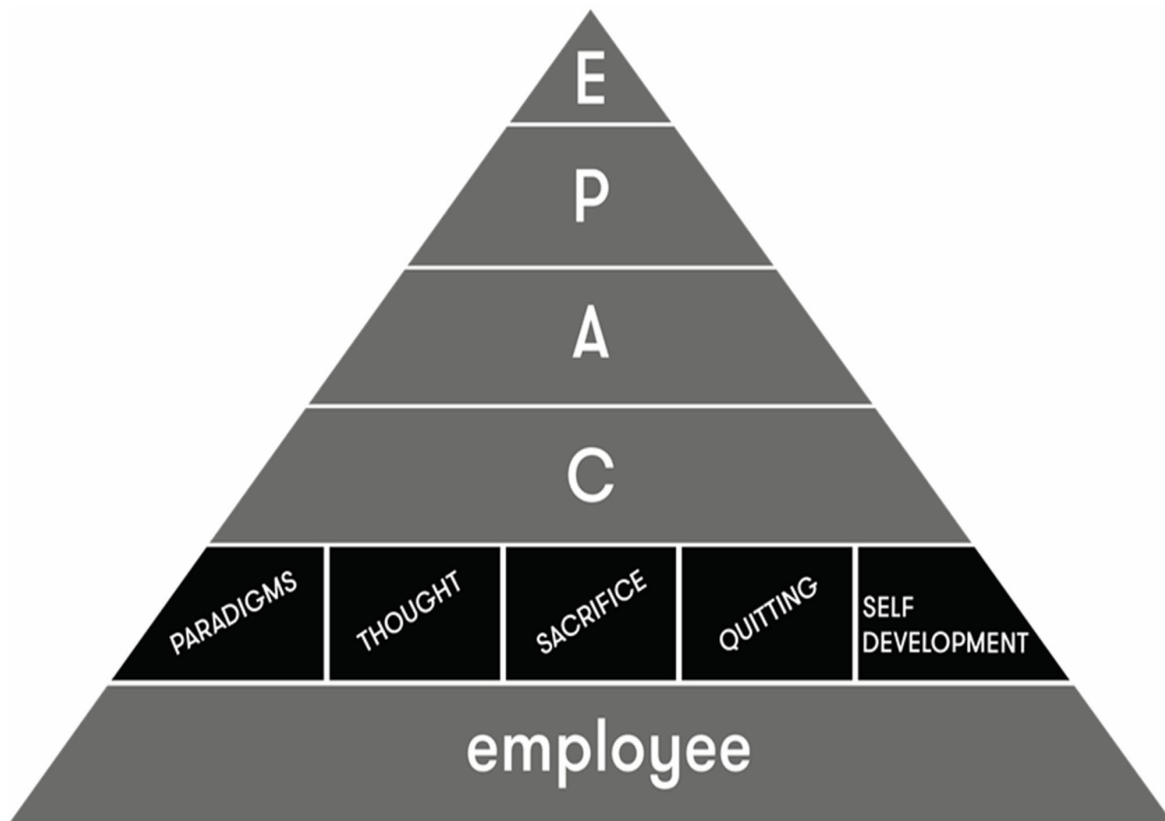 E
P
A
C
PARADIGMS
THOUGHT
SACRIFICE
QUITTING
SELF
DEVELOPMENT
employee